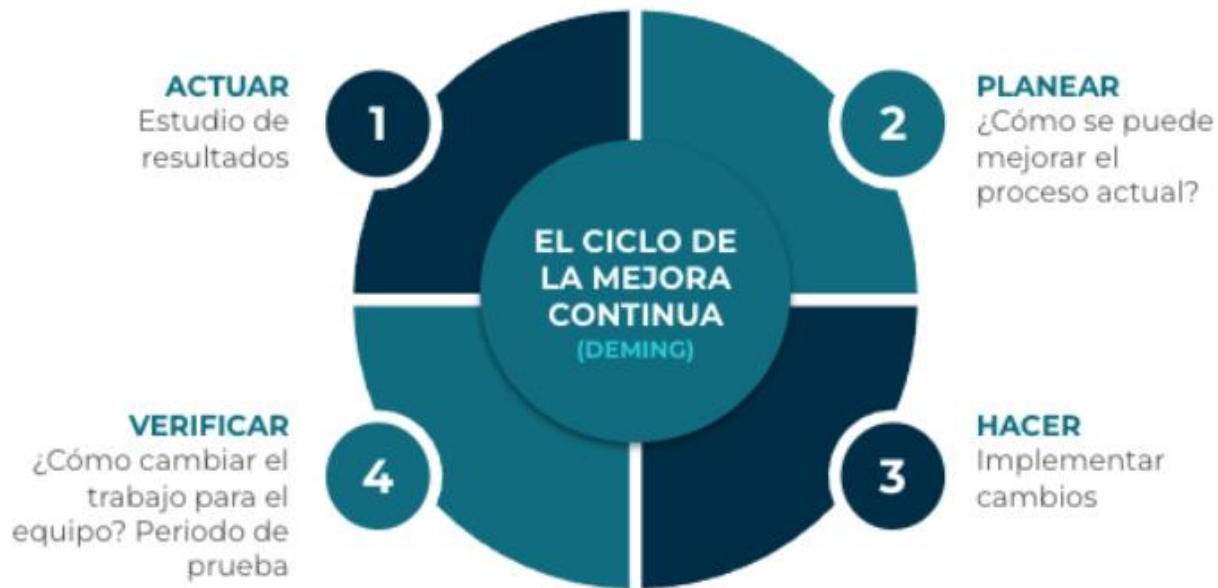 ACTUAR
Estudio de
resultados
1
2
PLANEAR
¿Cómo se puede
mejorar el
proceso actual?
EL CICLO DE
LA MEJORA
CONTINUA
(DEMING)
VERIFICAR
¿Cómo cambiar el
trabajo para el
equipo? Periodo de
prueba
4
3
HACER
Implementar
cambios